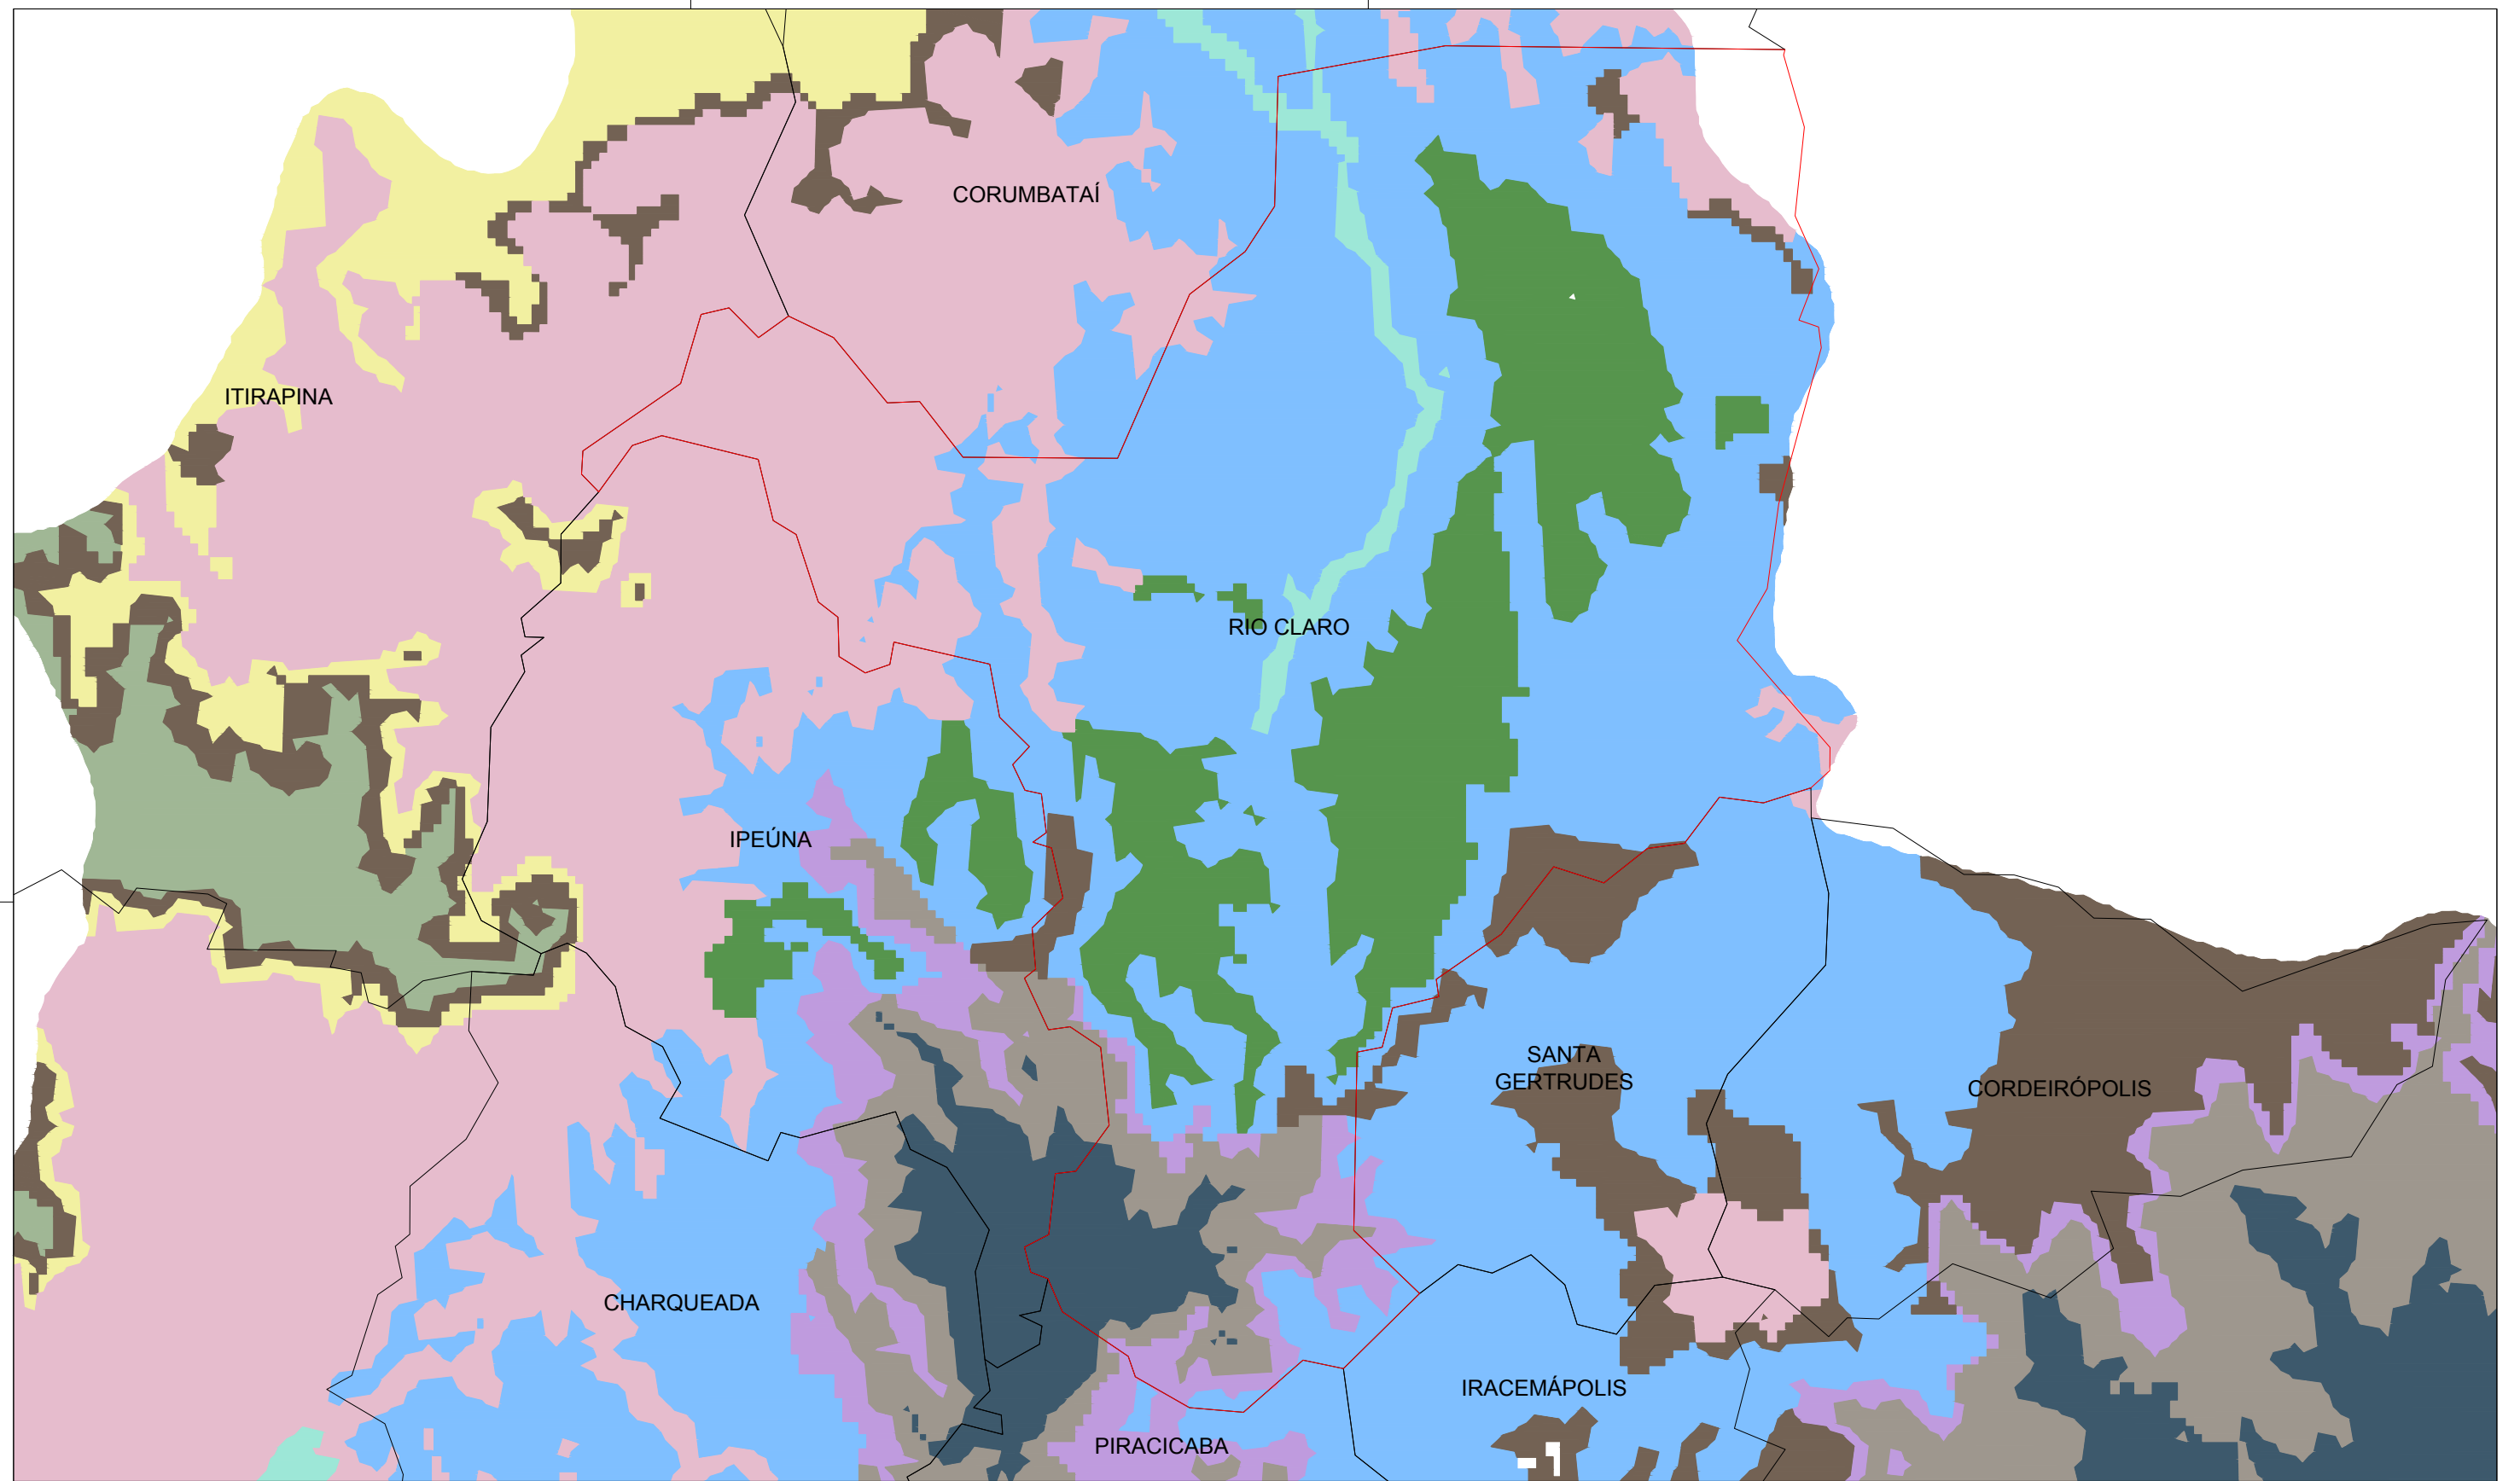 CORUMBATAÍ
ITIRAPINA
RIO CLARO
IPEÚNA
SANTA
GERTRUDES
CORDEIRÓPOLIS
CHARQUEADA
IRACEMÁPOLIS
PIRACICABA